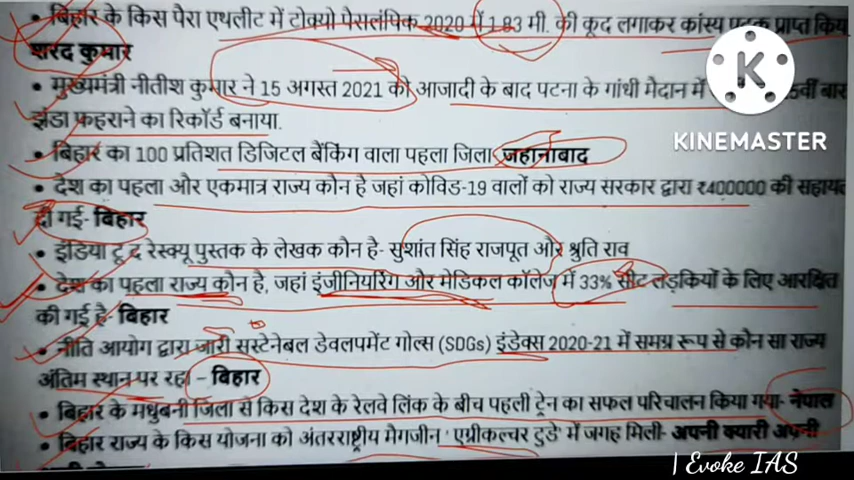 • बिहार के किस पैरा एथलीट में टोक्यो पैरालंपिक 2020 में 1.83 मी. की कूद लगाकर कांस्य पदक प्राप्त किय
शरद कुमार
• मुख्यमंत्री नीतीश कुमार ने 15 अगस्त 2021 को आजादी के बाद पटना के गांधी मैदान में 5वीं बार
झंडा फहराने का रिकॉर्ड बनाया.
• बिहार का 100 प्रतिशत डिजिटल बैंकिंग वाला पहला जिला जहानाबाद
• देश का पहला और एकमात्र राज्य कौन है जहां कोविड-19 वालों को राज्य सरकार द्वारा ₹400000 की सहायत
दी गई- बिहार
• इंडिया टू द रेस्क्यू पुस्तक के लेखक कौन है- सुशांत सिंह राजपूत और श्रुति राव
• देश का पहला राज्य कौन है, जहां इंजीनियरिंग और मेडिकल कॉलेज में 33% सीट लड़कियों के लिए आरक्षित
की गई है- बिहार
• नीति आयोग द्वारा जारी सस्टेनेबल डेवलपमेंट गोल्स (SDGs) इंडेक्स 2020-21 में समग्र रूप से कौन सा राज्य
अंतिम स्थान पर रहा – बिहार
• बिहार के मधुबनी जिला से किस देश के रेलवे लिंक के बीच पहली ट्रेन का सफल परिचालन किया गया- नेपाल
• बिहार राज्य के किस योजना को अंतरराष्ट्रीय मैगजीन 'एग्रीकल्चर टुडे' में जगह मिली- अपनी क्यारी अपनी
K
KINEMASTER
Evoke IAS